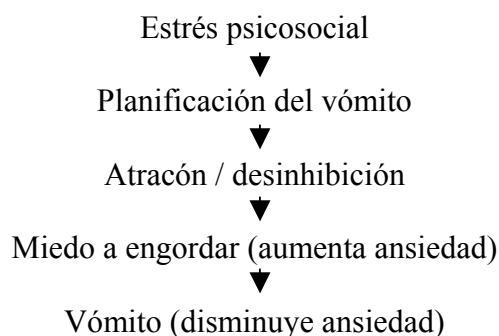 Estrés psicosocial
Planificación del vómito
Atracón / desinhibición
Miedo a engordar (aumenta ansiedad)
Vómito (disminuye ansiedad)